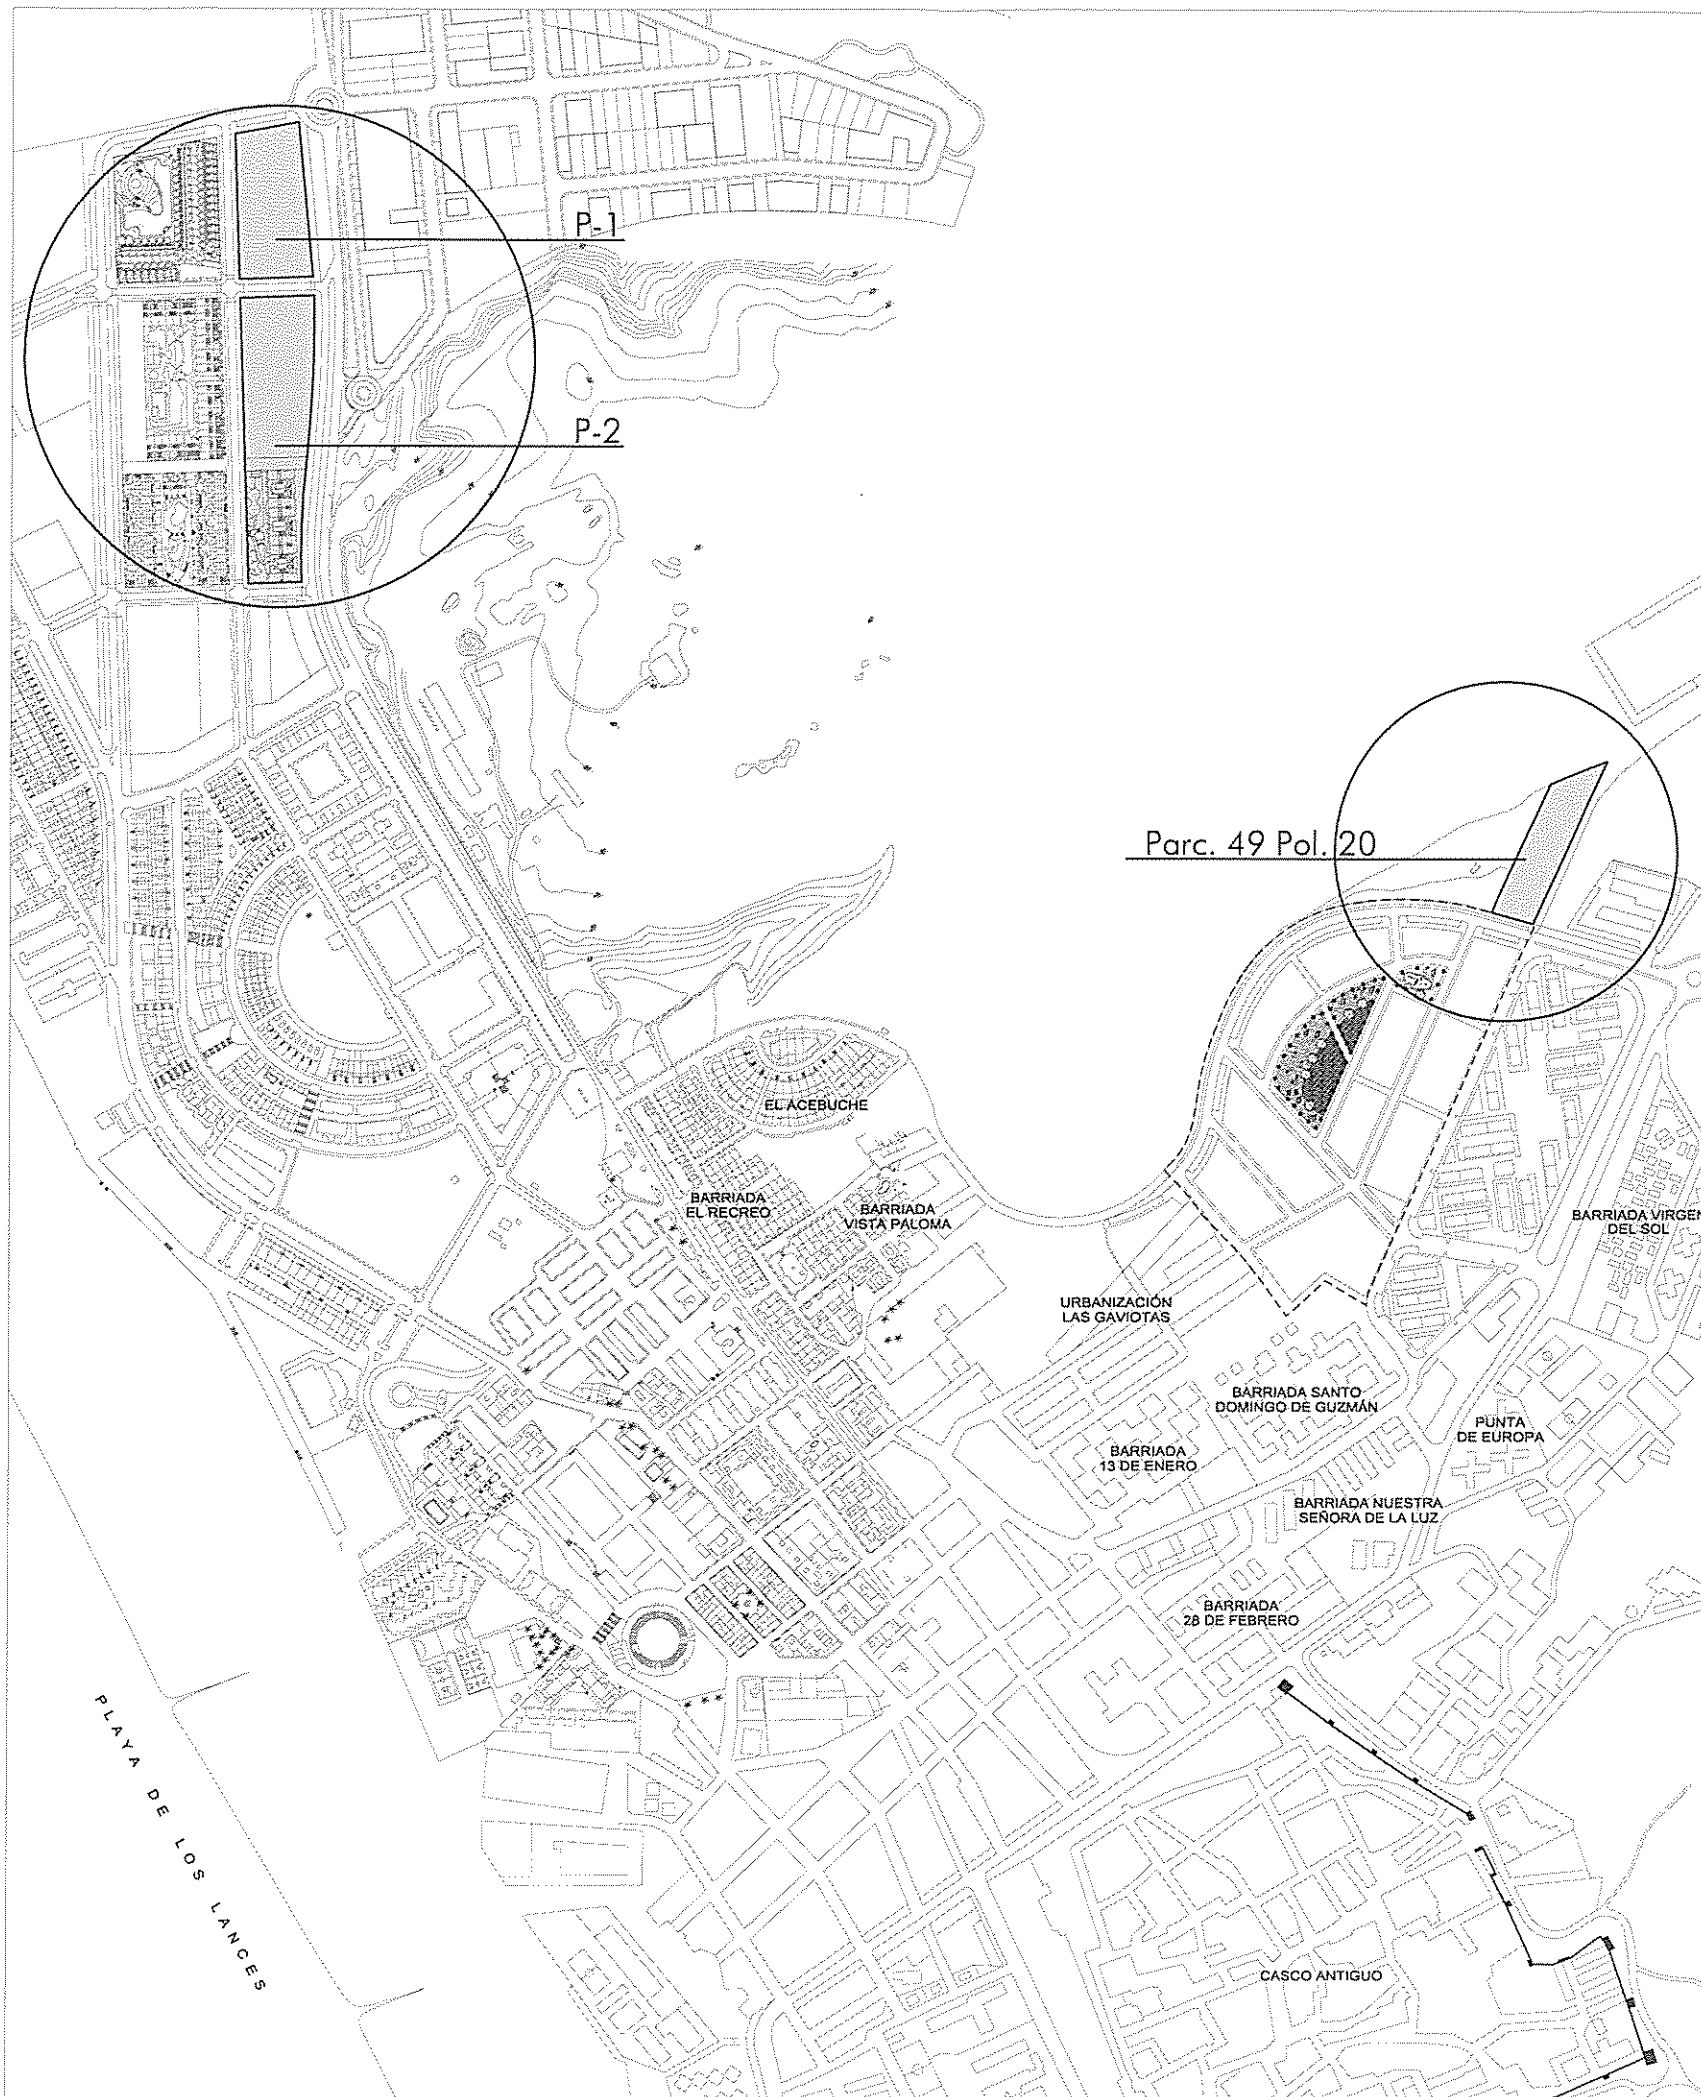 P-1
P-2
Parc. 49 Pol. 20
EL ACEBUCHE
BARRIADA
EL RECREO
BARRIADA
VISTA PALOMA
BARRIADA VIRGEN
DEL SOL
URBANIZACIÓN
LAS GAVIOTAS
BARRIADA SANTO
DOMINGO DE GUZMÁN
PUNTA
DE EUROPA
BARRIADA
13 DE ENERO
BARRIADA NUESTRA
SEÑORA DE LA LUZ
BARRIADA
28 DE FEBRERO
PLAYA DE LOS LANCES
CASCO ANTIGUO